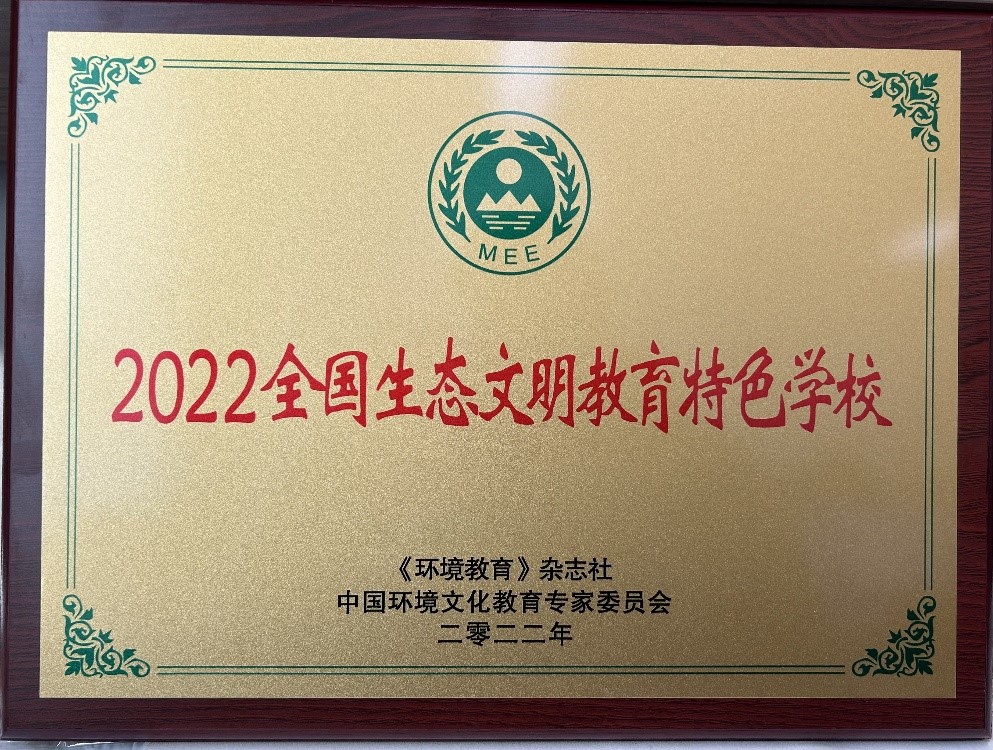 MEE
2022全国生态文明教育特色学校
《环境教育》杂志社
中国环境文化教育专家委员会
二零二二年